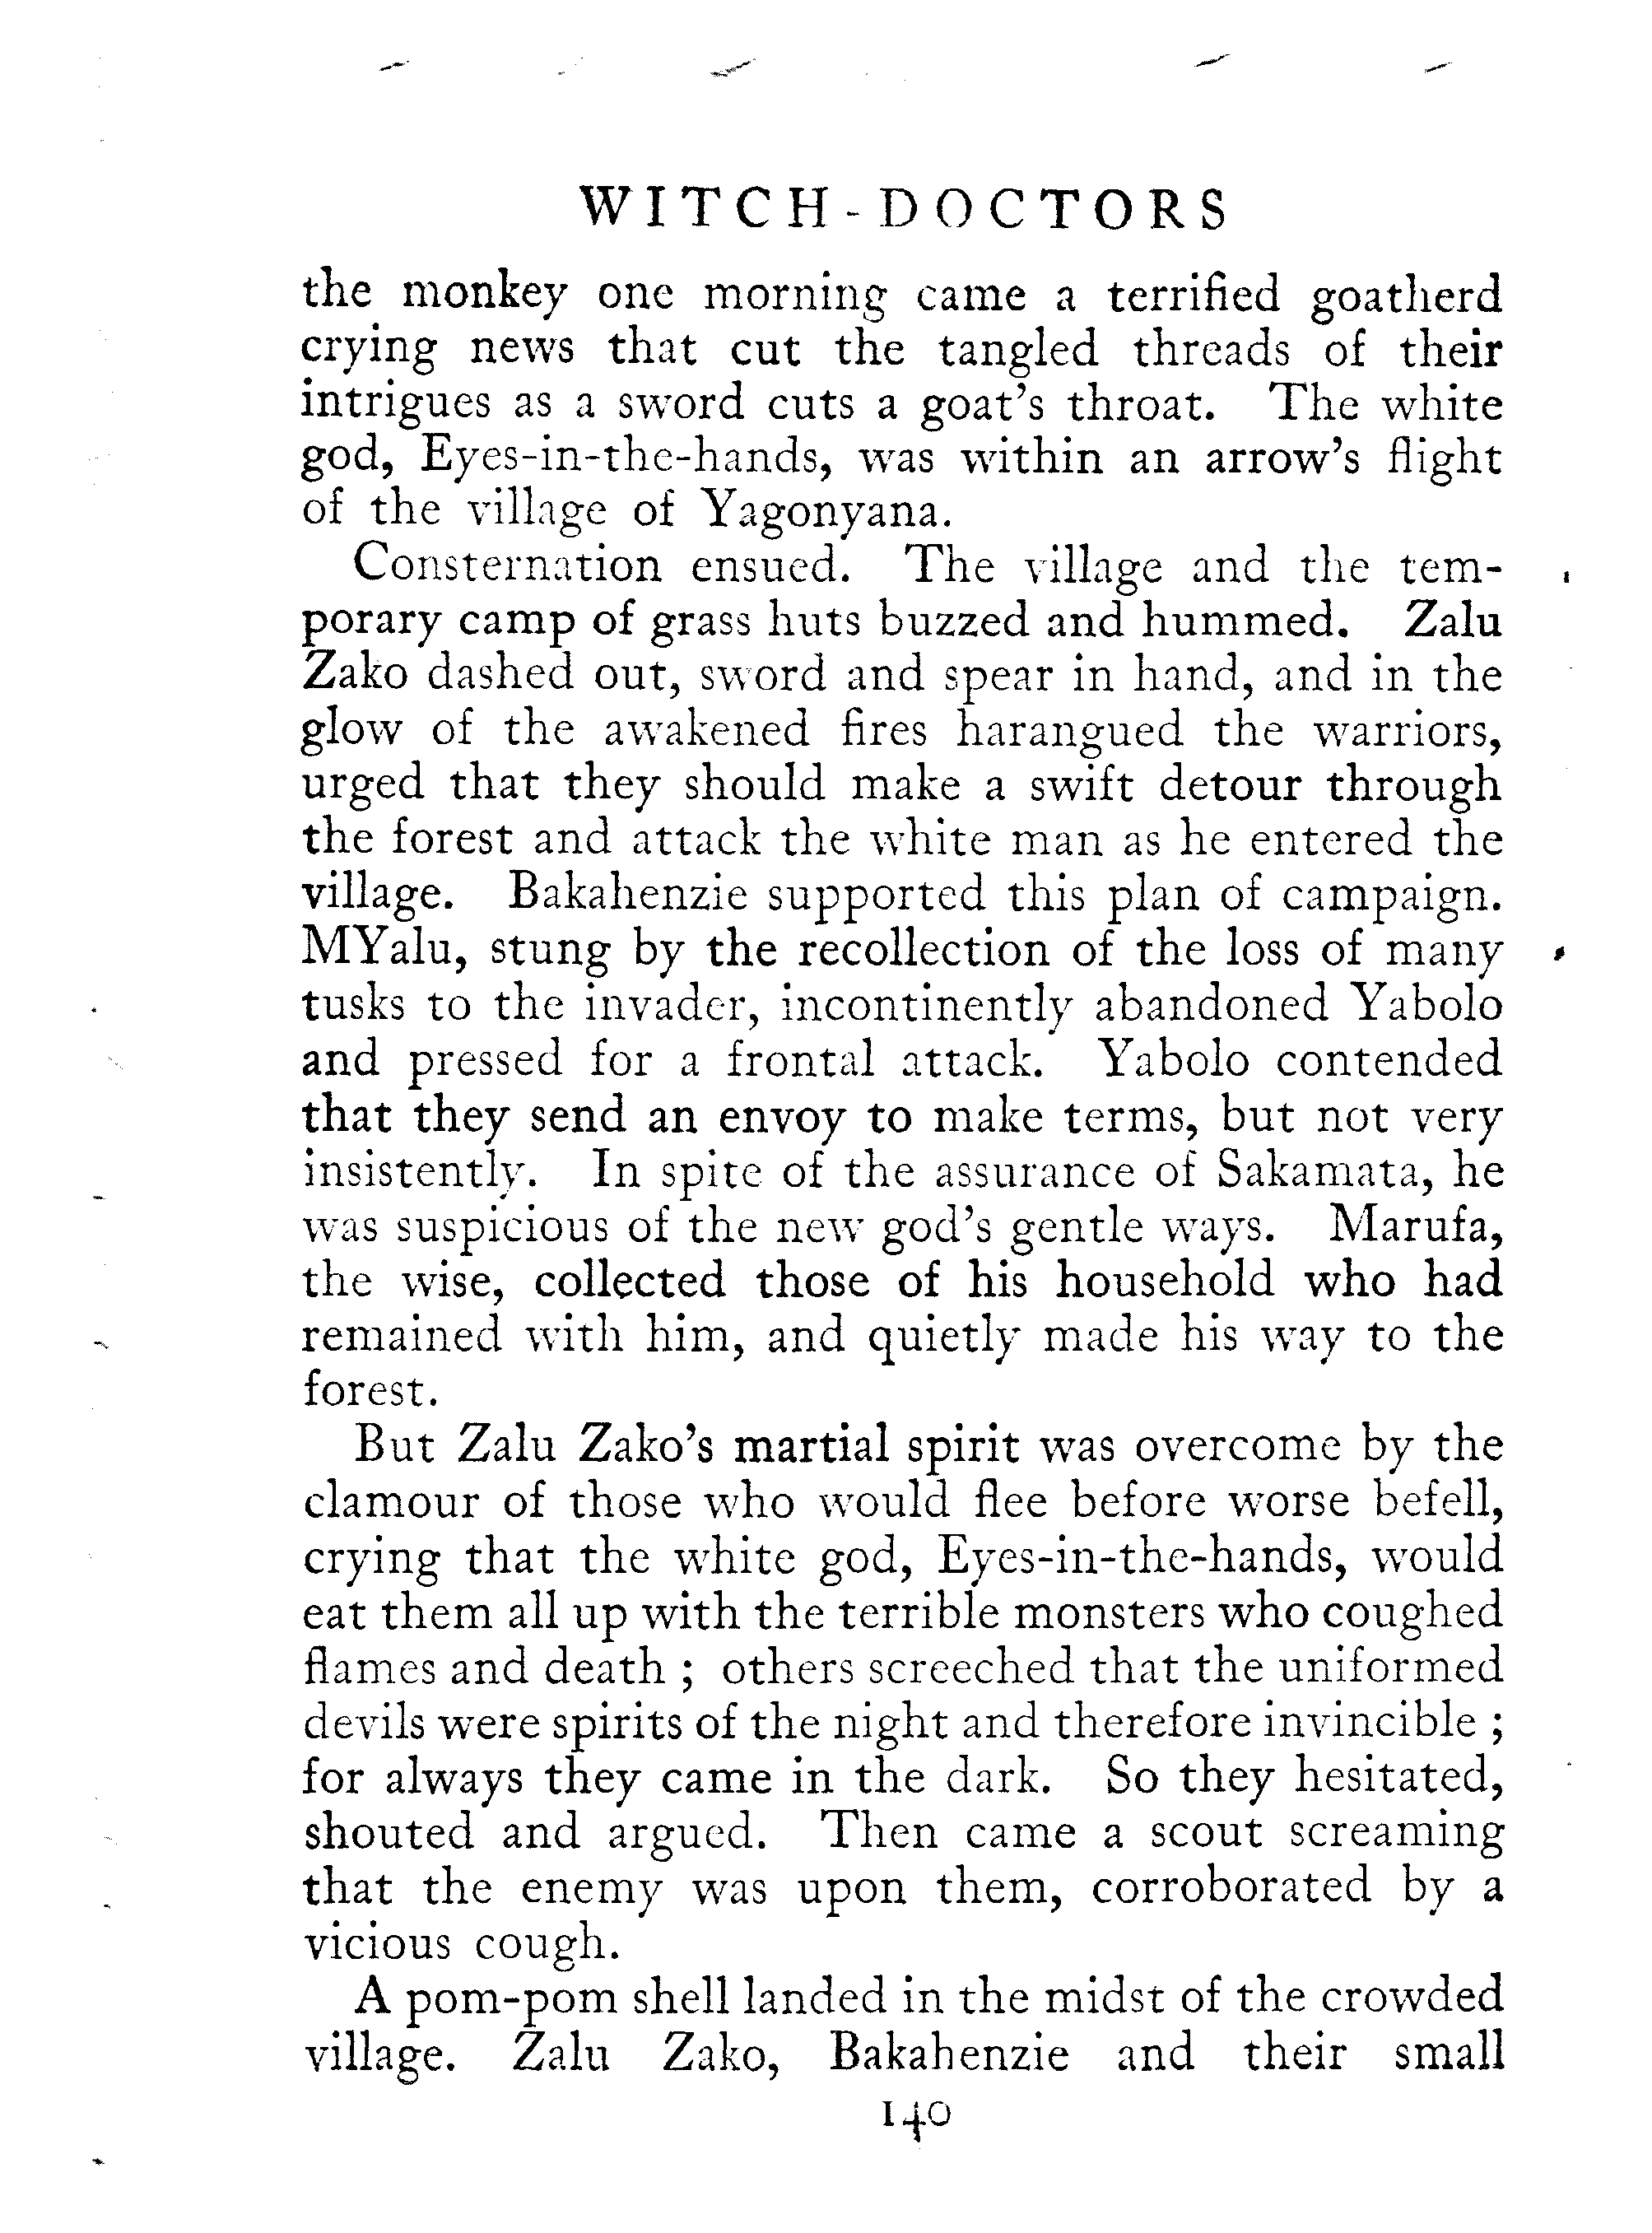 WITCH-DOCTORS
the monkey one morning came a terrified goatherd
crying news that cut the tangled threads of their
intrigues as a sword cuts a goat's throat. The white
god, Eyes-in-the-hands, was within an arrow's flight
of the village of Yagonyana.
Consternation ensued. The village and the tem-
porary camp of grass huts buzzed and hummed. Zalu
Zako dashed out, sword and spear in hand, and in the
glow of the awakened fires harangued the warriors,
urged that they should make a swift detour through
the forest and attack the white man as he entered the
village. Bakahenzie supported this plan of campaign.
MYalu, stung by the recollection of the loss of many
tusks to the invader, incontinently abandoned Yabolo
and pressed for a frontal attack. Yabolo contended
that they send an envoy to make terms, but not very
insistently. In spite of the assurance of Sakamata, he
was suspicious of the new god's gentle ways. Marufa,
the wise, collected those of his household who had
remained with him, and quietly made his way to the
forest.
But Zalu Zako's martial spirit was overcome by the
clamour of those who would flee before worse befell,
crying that the white god, Eyes-in-the-hands, would
eat them all up with the terrible monsters who coughed
flames and death ; others screeched that the uniformed
devils were spirits of the night and therefore invincible ;
for always they came in the dark. So they hesitated,
shouted and argued. Then came a scout screaming
that the enemy was upon them, corroborated by a
vicious cough.
A pom-pom shell landed in the midst of the crowded
village. Zalu Zako, Bakahenzie and their small
140